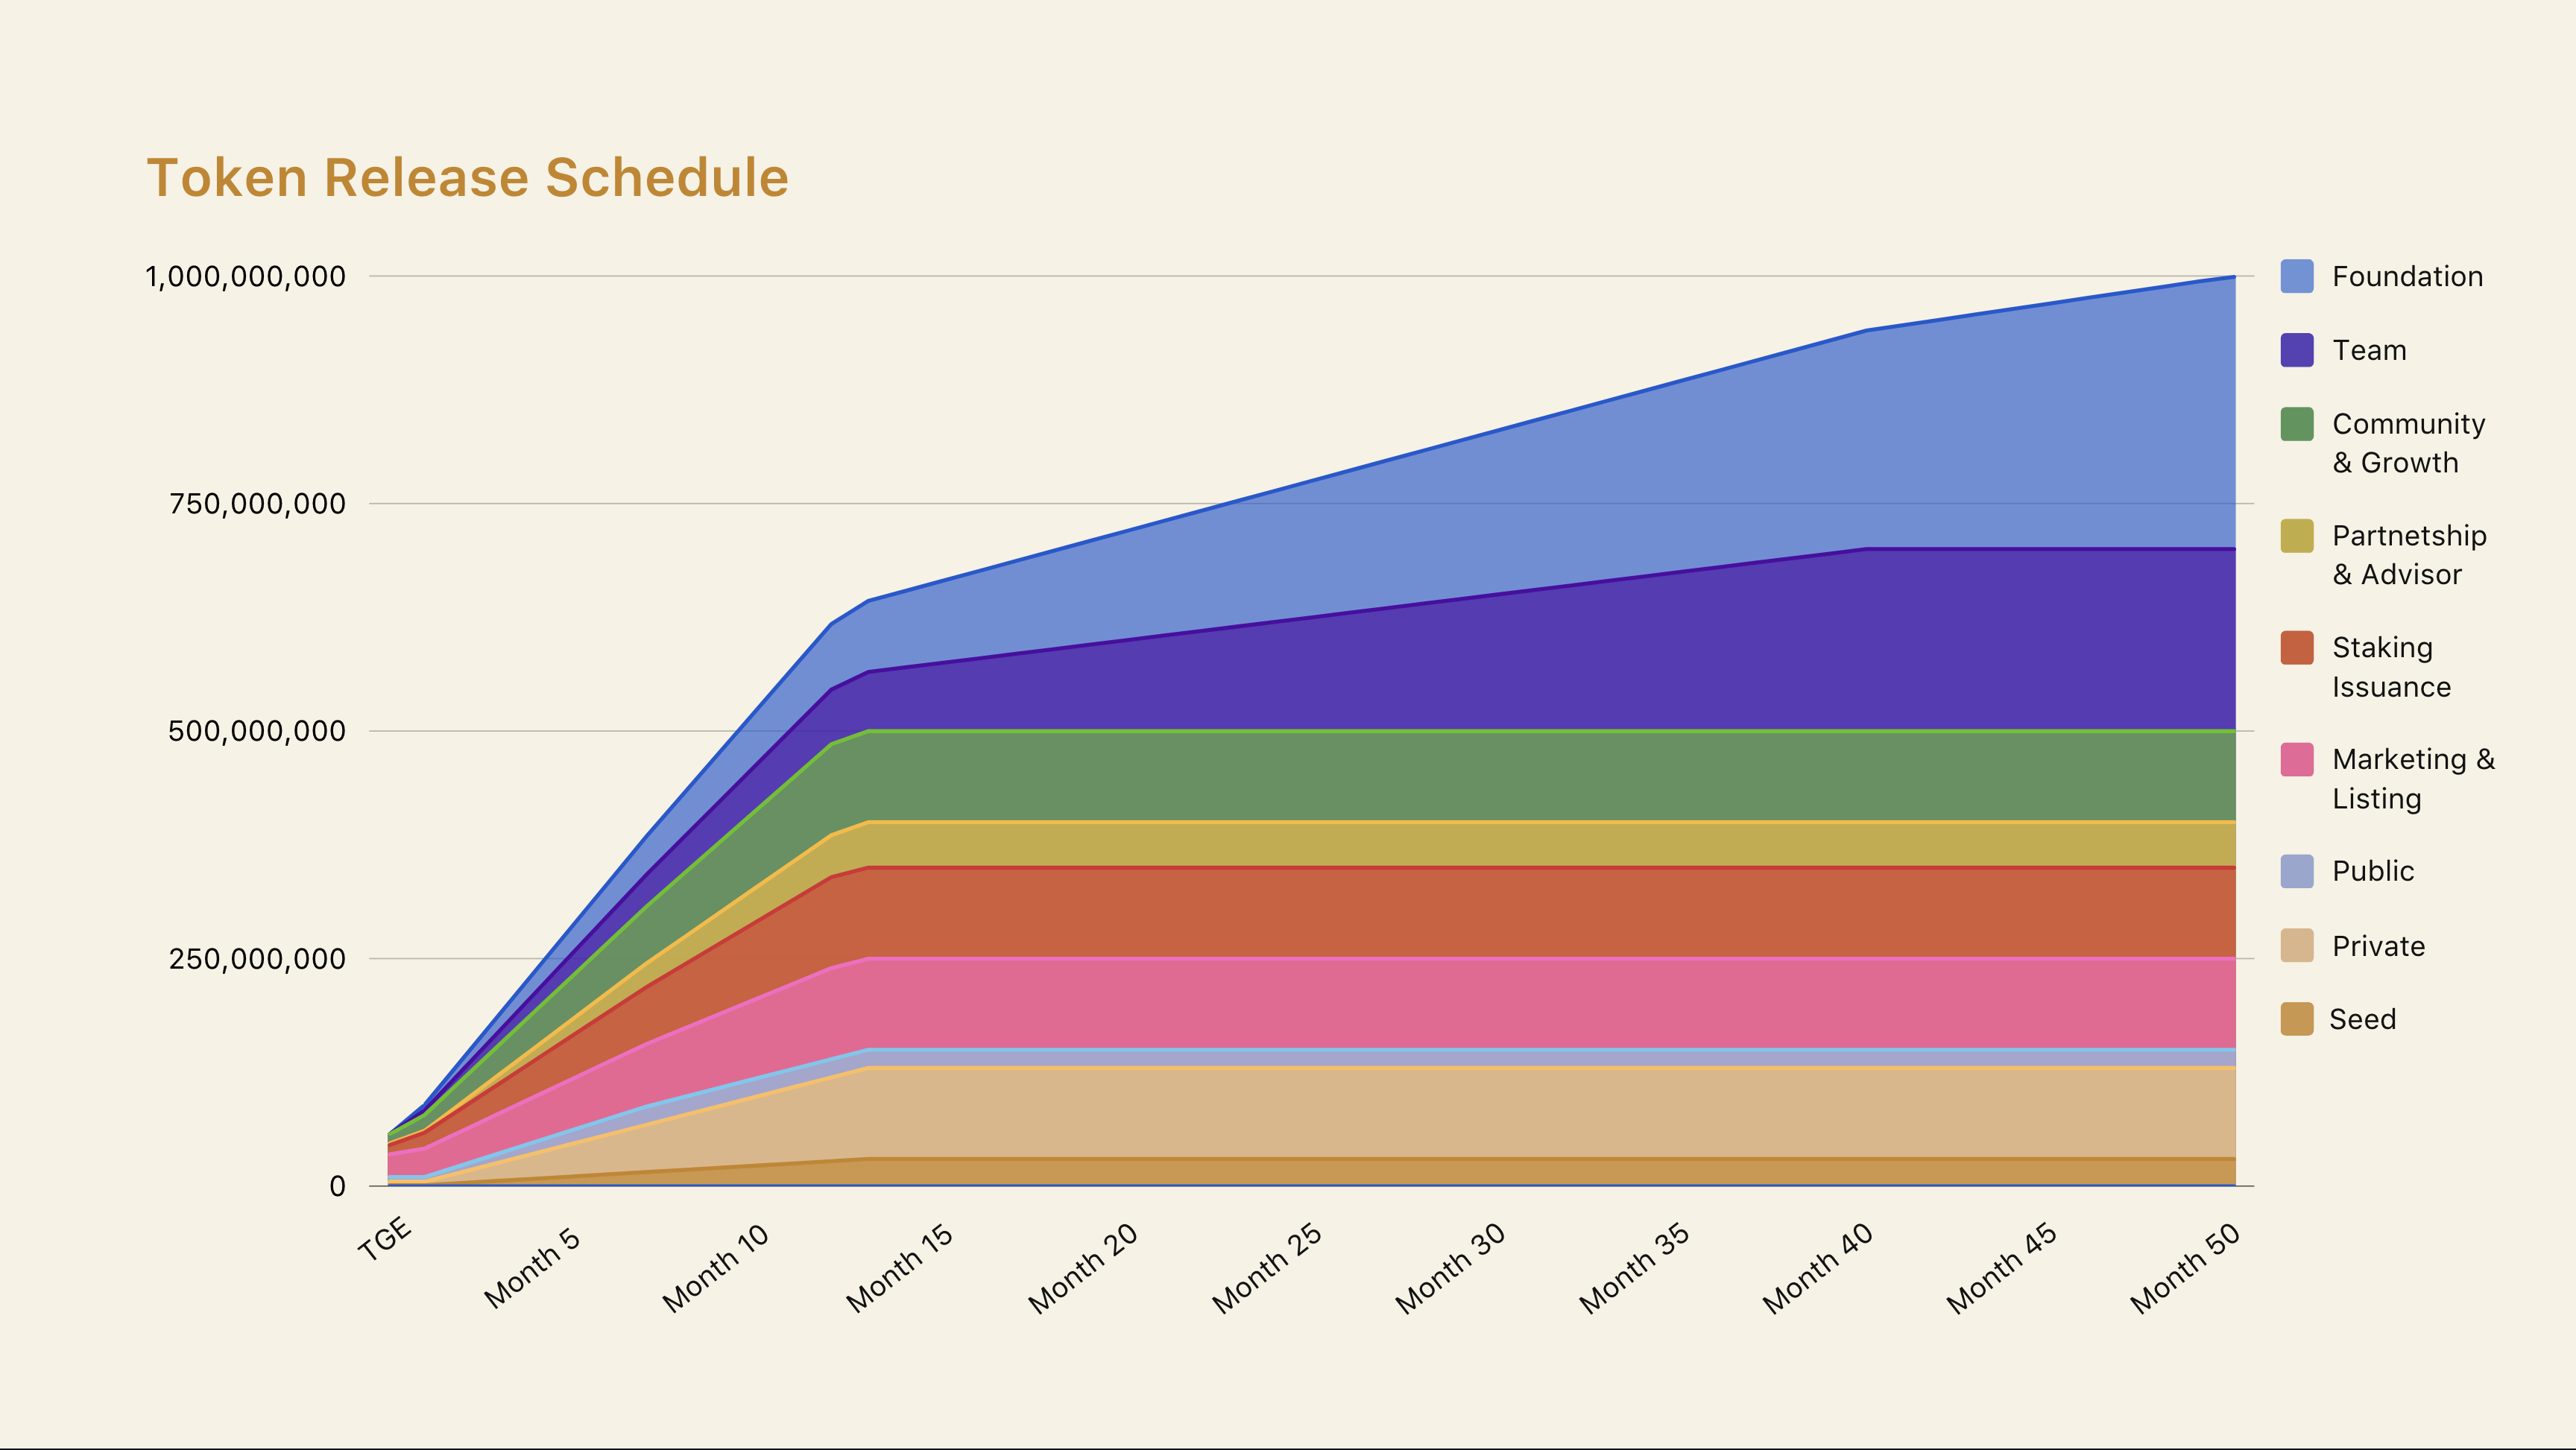 Token Release Schedule
1,000,000,000
750,000,000
500,000,000
250,000,000
0
TGE
Month 5
Month 10
Month 15
Month 20
Month 25
Month 30
Month 35
Month 40
Month 45
Month 50
Foundation
Team
Community
& Growth
Partnetship
& Advisor
Staking
Issuance
Marketing &
Listing
Public
Private
Seed